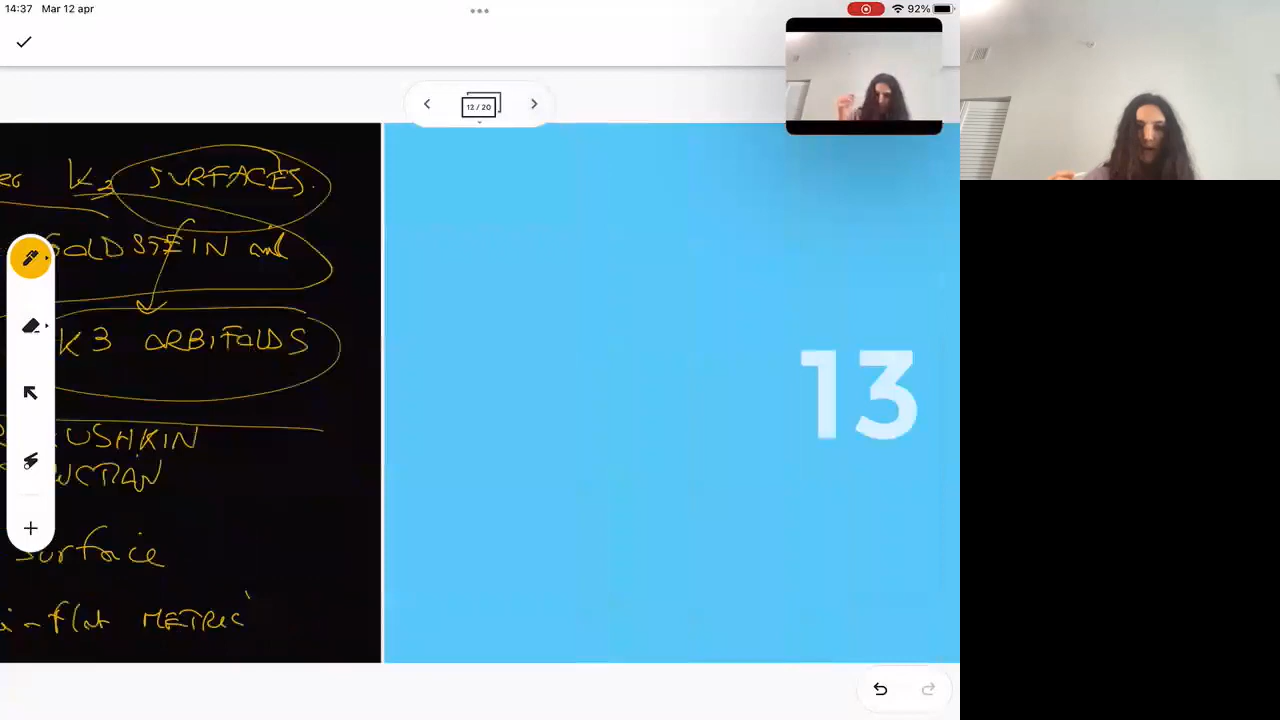 14:37 Mar 12 apr
92%
12 / 20
K3 SURFACES.
GOLDSTEIN and
K3 ORBIFOLDS
USHKIN
surface
i-flat METRIC
13